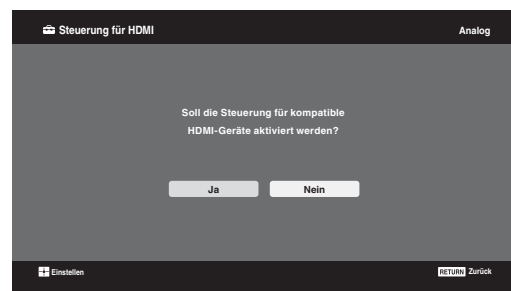 Steuerung für HDMI
Analog
Soll die Steuerung für kompatible
HDMI-Geräte aktiviert werden?
Ja
Nein
Einstellen
RETURN Zurück